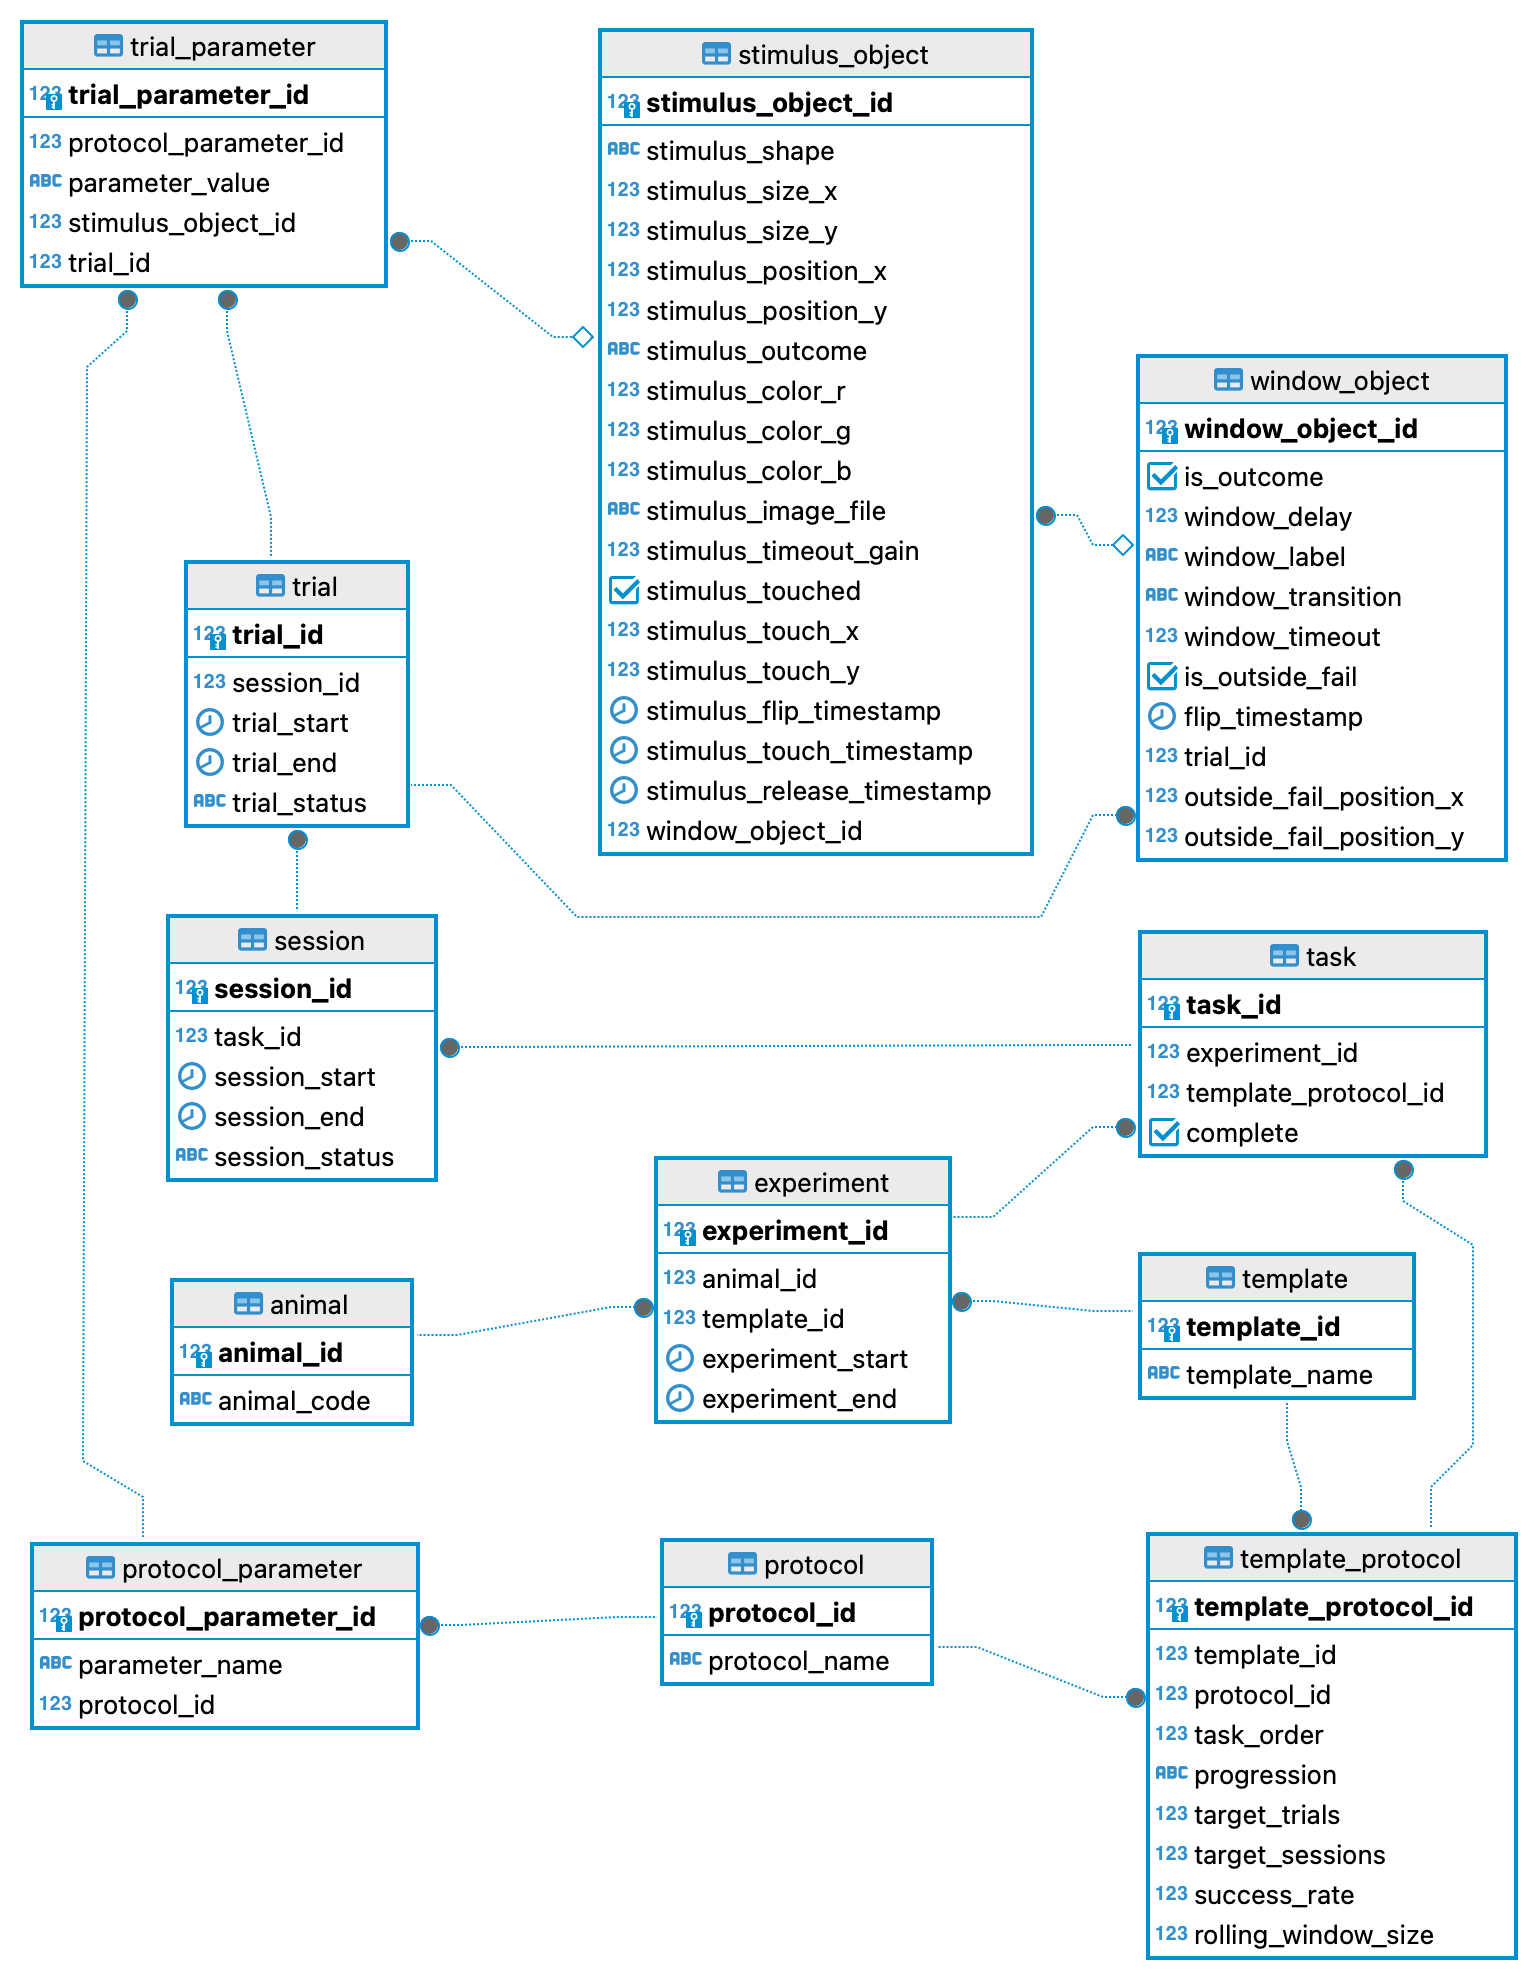 trial_parameter
123 trial_parameter_id
123 protocol_parameter_id
ABC parameter_value
123 stimulus_object_id
123 trial_id
stimulus_object
123 stimulus_object_id
ABC stimulus_shape
123 stimulus_size_x
123 stimulus_size_y
123 stimulus_position_x
123 stimulus_position_y
ABC stimulus_outcome
123 stimulus_color_r
123 stimulus_color_g
123 stimulus_color_b
ABC stimulus_image_file
123 stimulus_timeout_gain
stimulus_touched
123 stimulus_touch_x
123 stimulus_touch_y
stimulus_flip_timestamp
stimulus_touch_timestamp
stimulus_release_timestamp
123 window_object_id
window_object
123 window_object_id
is_outcome
123 window_delay
ABC window_label
ABC window_transition
123 window_timeout
is_outside_fail
flip_timestamp
123 trial_id
123 outside_fail_position_x
123 outside_fail_position_y
trial
123 trial_id
123 session_id
trial_start
trial_end
ABC trial_status
session
123 session_id
123 task_id
session_start
session_end
ABC session_status
task
123 task_id
123 experiment_id
123 template_protocol_id
complete
experiment
123 experiment_id
123 animal_id
123 template_id
experiment_start
experiment_end
animal
123 animal_id
ABC animal_code
template
123 template_id
ABC template_name
protocol_parameter
123 protocol_parameter_id
ABC parameter_name
123 protocol_id
protocol
123 protocol_id
ABC protocol_name
template_protocol
123 template_protocol_id
123 template_id
123 protocol_id
123 task_order
ABC progression
123 target_trials
123 target_sessions
123 success_rate
123 rolling_window_size